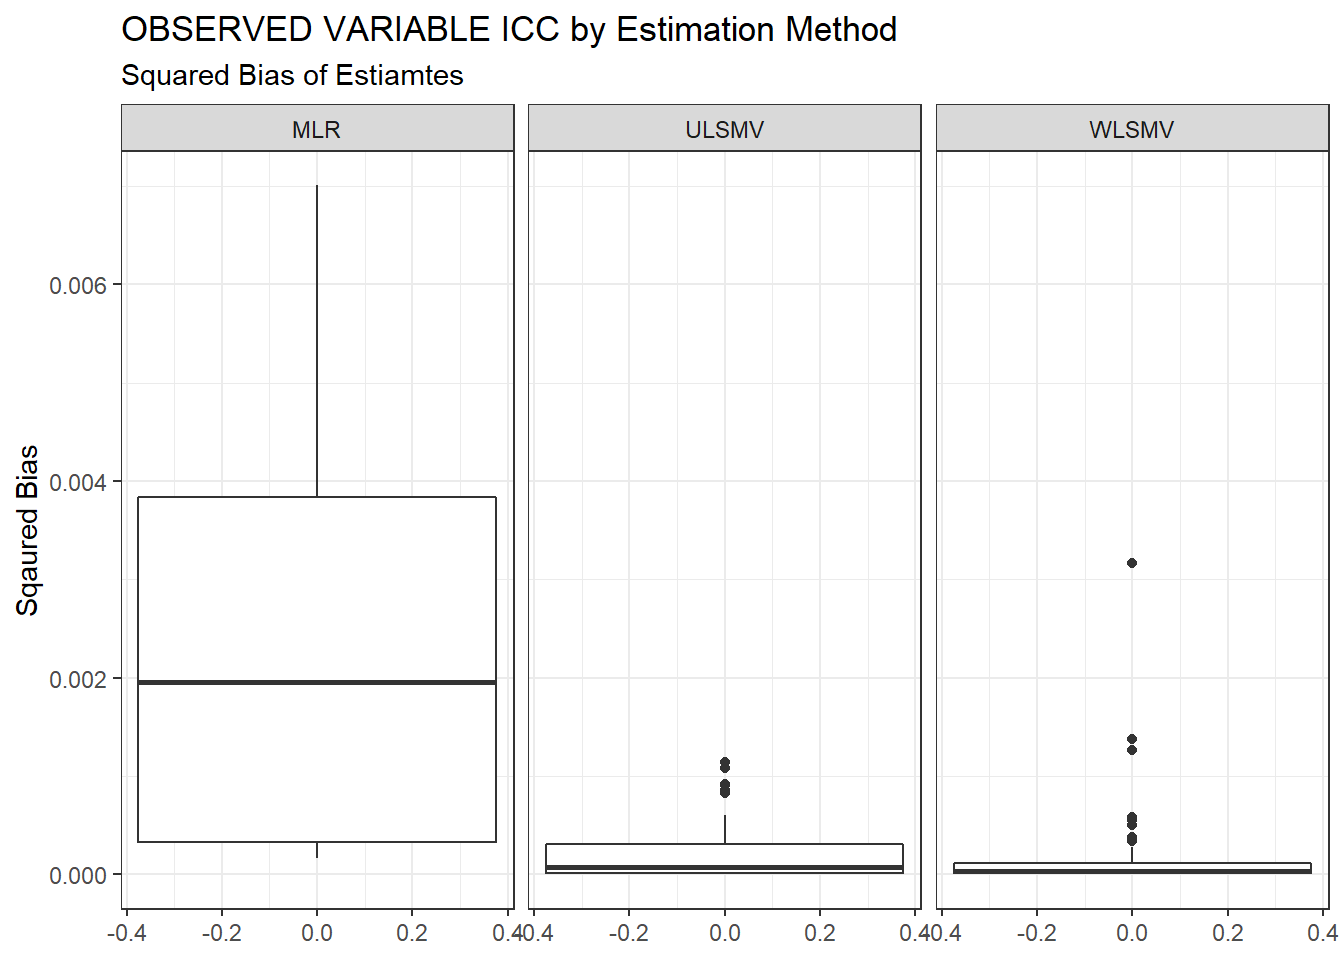 OBSERVED VARIABLE ICC by Estimation Method
Squared Bias of Estiamtes
MLR
ULSMV
WLSMV
Sqaured Bias
0.006
0.004
0.002
0.000
-0.4 -0.2 0.0 0.2 0.4
-0.4 -0.2 0.0 0.2 0.4
-0.4 -0.2 0.0 0.2 0.4